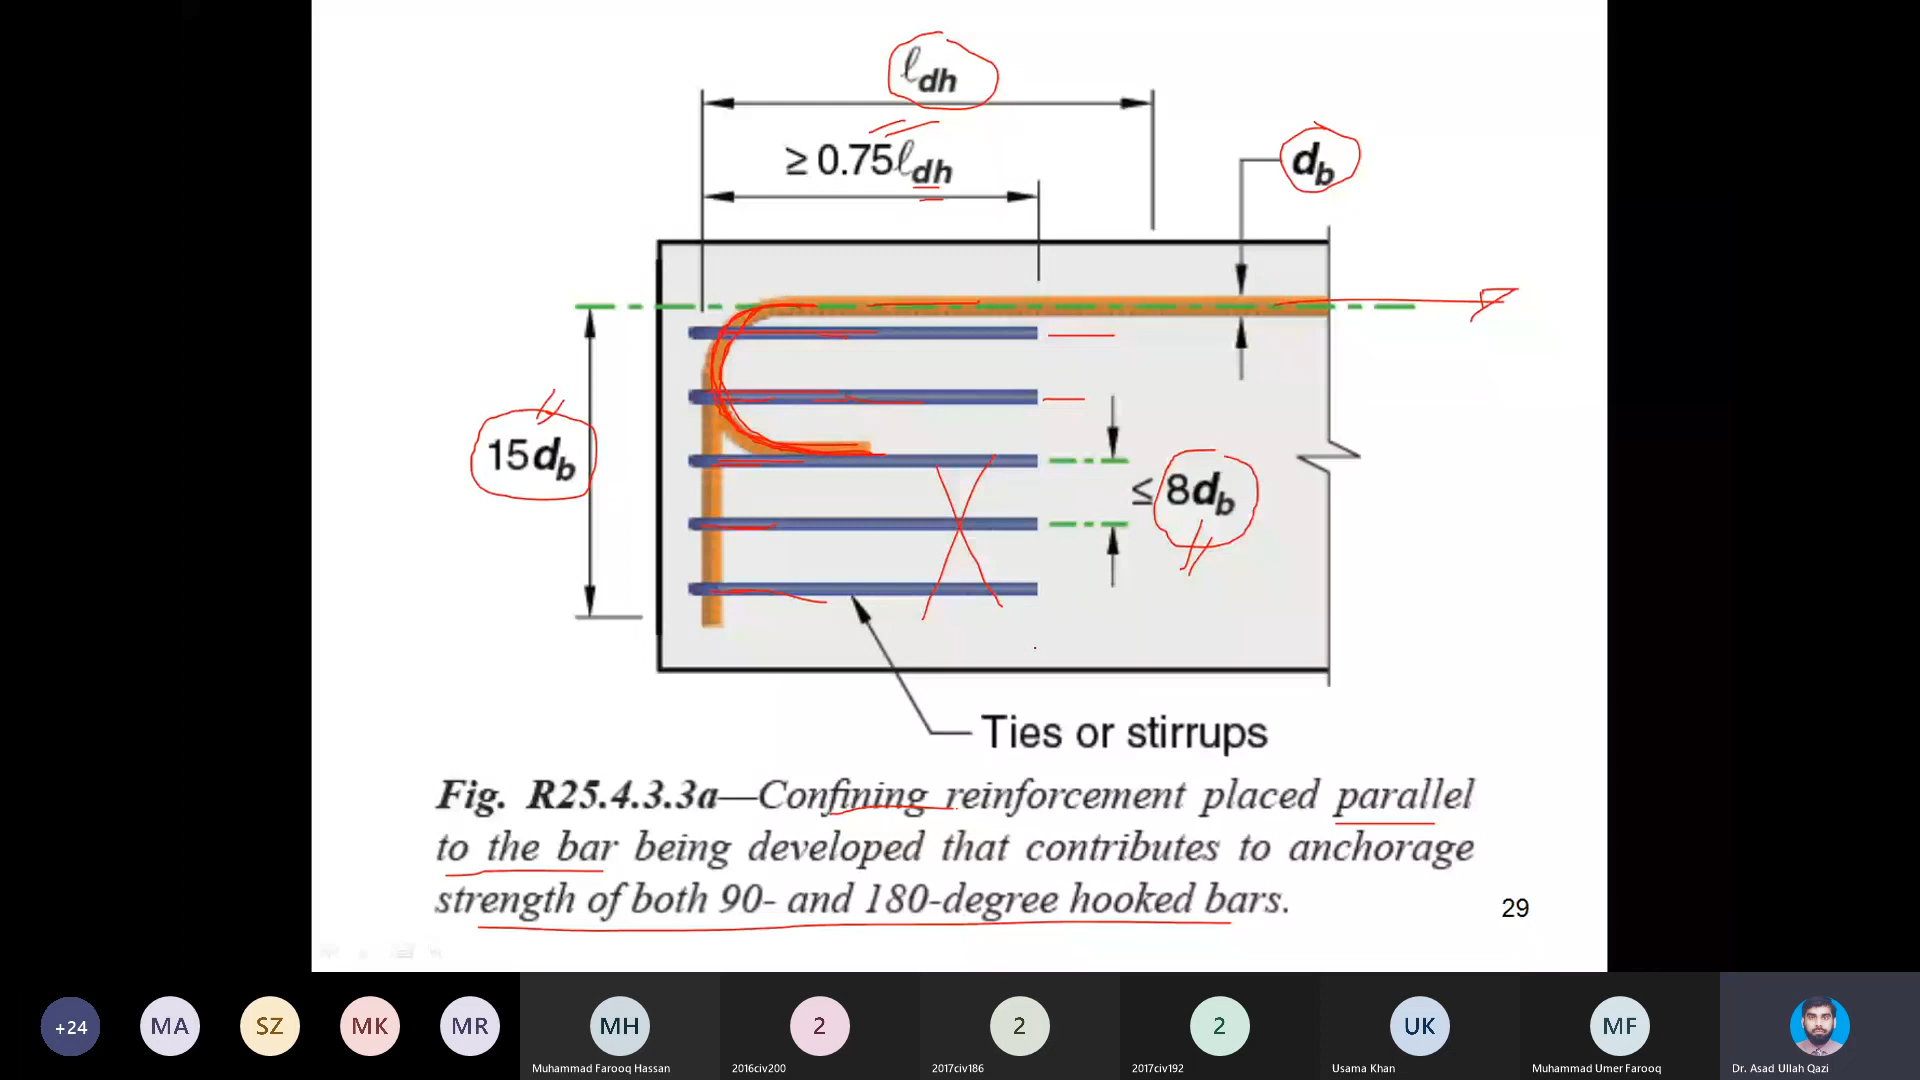 ℓdh
≥ 0.75ℓdh
db
15db
≤ 8db
Ties or stirrups
Fig. R25.4.3.3a—Confining reinforcement placed parallel
to the bar being developed that contributes to anchorage
strength of both 90- and 180-degree hooked bars.
29
+24
MA
SZ
MK
MR
MH
2
2
2
UK
MF
Muhammad Farooq Hassan
2016civ200
2017civ186
2017civ192
Usama Khan
Muhammad Umer Farooq
Dr. Asad Ullah Qazi